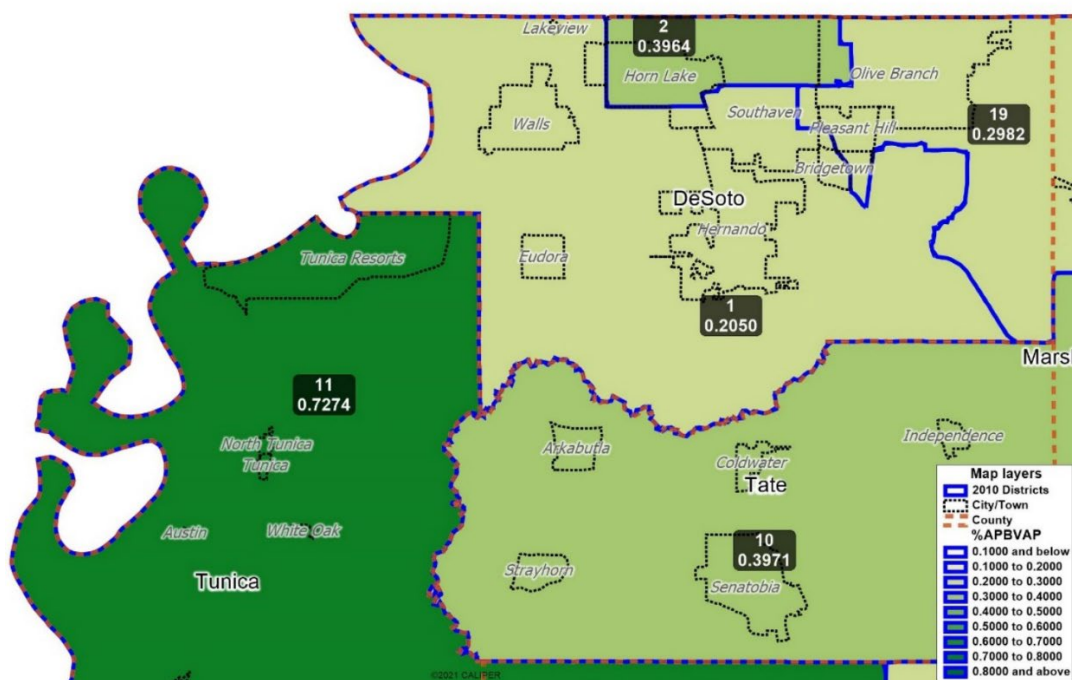 Lakeview
2
0.3964
Horn Lake
Olive Branch
Walls
Southaven
Pleasant Hill
19
0.2982
Bridgetown
DeSoto
Hernando
Tunica Resorts
Eudora
1
0.2050
Marsh
11
0.7274
North Tunica
Tunica
Arkabutla
Coldwater
Independence
Tate
Austin
White Oak
10
0.3971
Strayhorn
Senatobia
Tunica
©2021 CALIPER
Map layers
2010 Districts
City/Town
County
%APBVAP
0.1000 and below
0.1000 to 0.2000
0.2000 to 0.3000
0.3000 to 0.4000
0.4000 to 0.5000
0.5000 to 0.6000
0.6000 to 0.7000
0.7000 to 0.8000
0.8000 and above